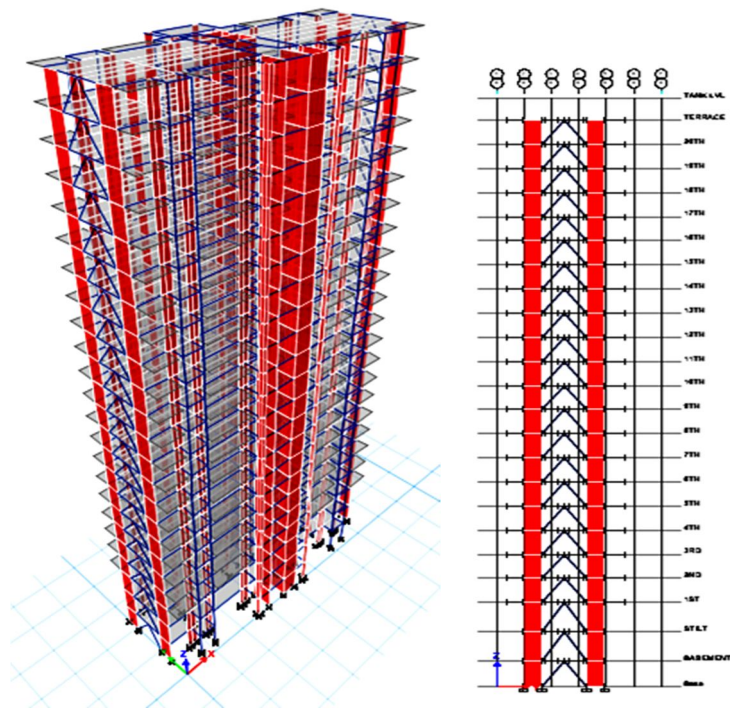 TANK LVL
TERRACE
20TH
19TH
18TH
17TH
16TH
15TH
14TH
13TH
12TH
11TH
10TH
9TH
8TH
7TH
6TH
5TH
4TH
3RD
2ND
1ST
STILT
BASEMENT
Base
Z
X
Z